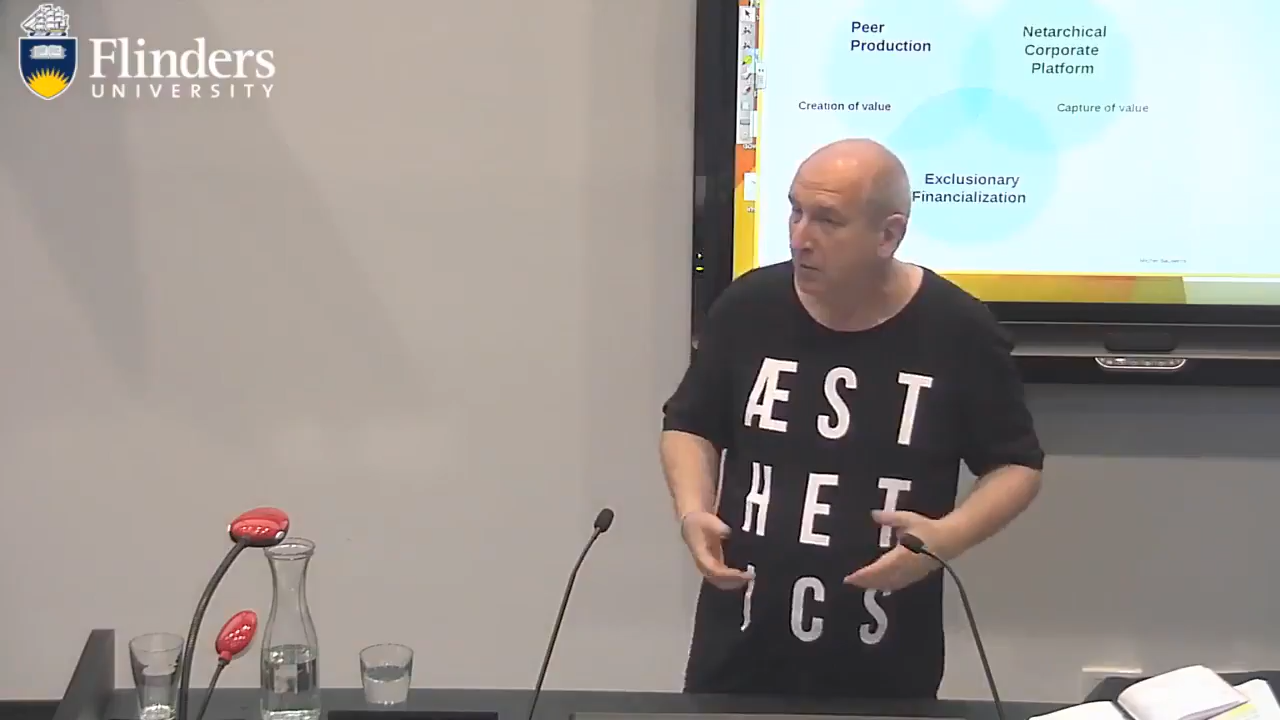 Flinders
UNIVERSITY
Peer
Production
Netarchical
Corporate
Platform
Creation of value
Capture of value
Exclusionary
Financialization
ÆST
HET
ICS